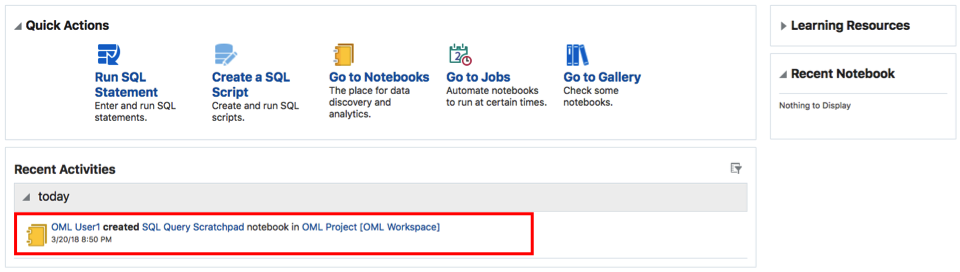 Quick Actions
Run SQL
Statement
Enter and run SQL
statements.
Create a SQL
Script
Create and run SQL
scripts.
Go to Notebooks
The place for data
discovery and
analytics.
Go to Jobs
Automate notebooks
to run at certain times.
Go to Gallery
Check some
notebooks.
Learning Resources
Recent Notebook
Nothing to Display
Recent Activities
today
OML User1 created SQL Query Scratchpad notebook in OML Project [OML Workspace]
3/20/18 8:50 PM